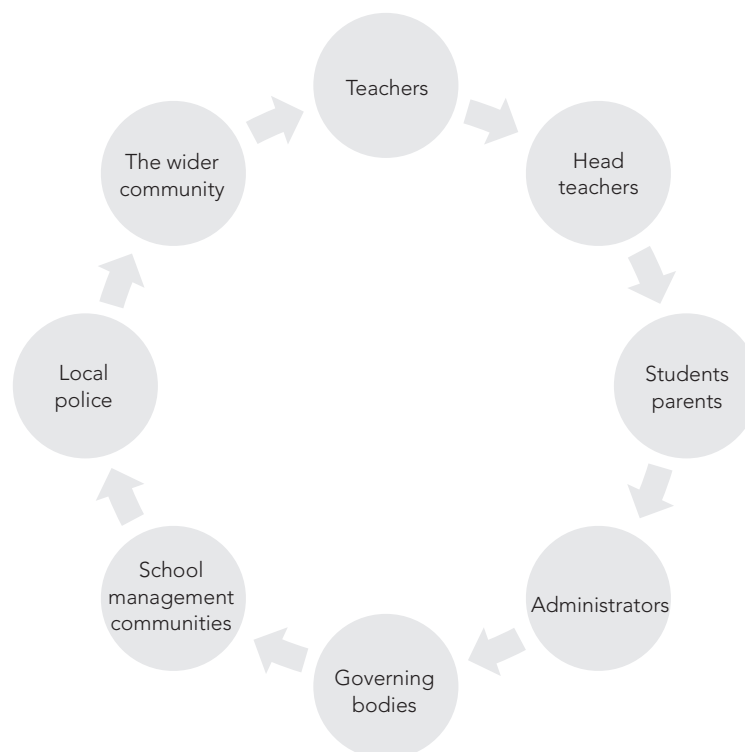 Teachers
Head
teachers
Students
parents
Administrators
Governing
bodies
School
management
communities
Local
police
The wider
community